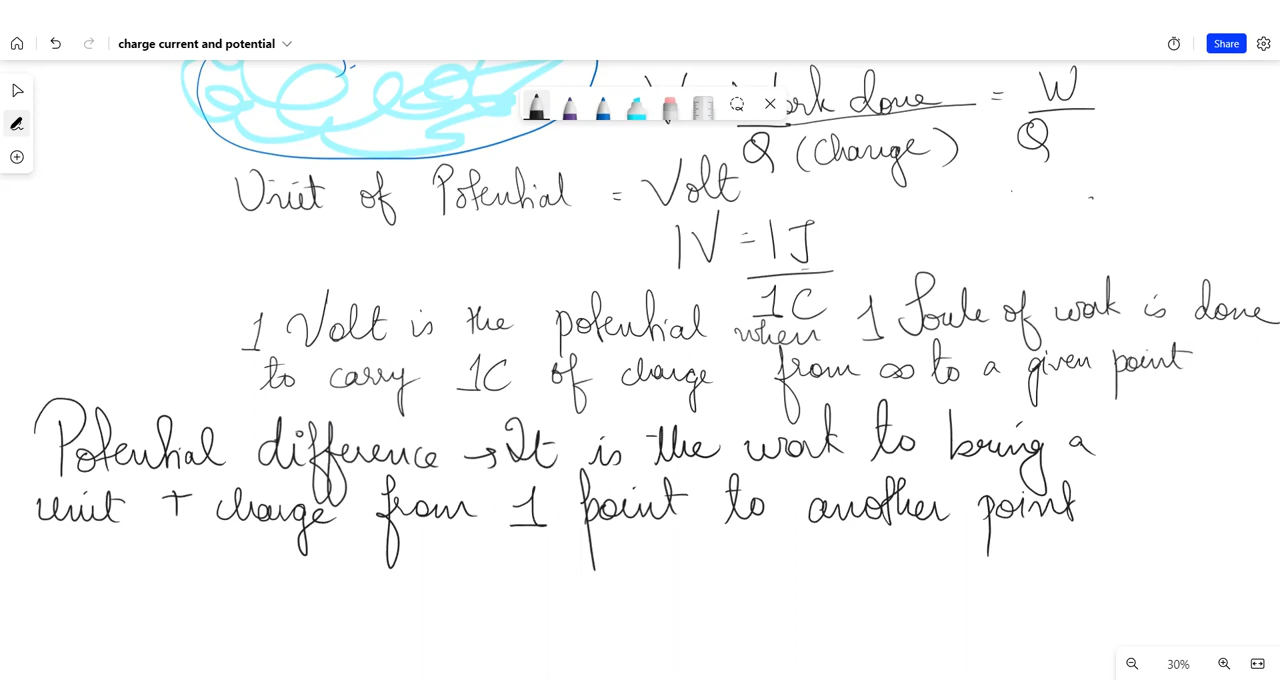 charge current and potential
Share
V = Work done = W
Q (Charge) Q
Unit of Potential = Volt
1V = 1J
1C
1 Volt is the potential when 1 Joule of work is done
to carry 1C of charge from ∞ to a given point
Potential difference → It is the work to bring a
unit + charge from 1 point to another point
30%